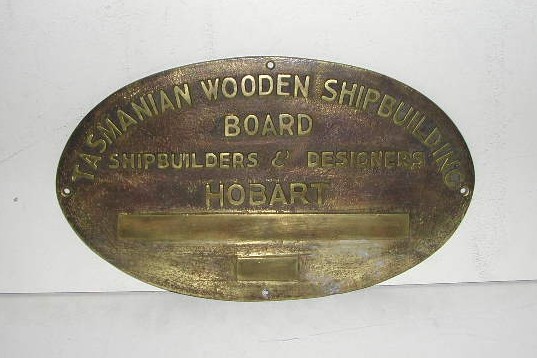 TASMANIAN WOODEN SHIPBUILDING
BOARD
SHIPBUILDERS & DESIGNERS
HOBART